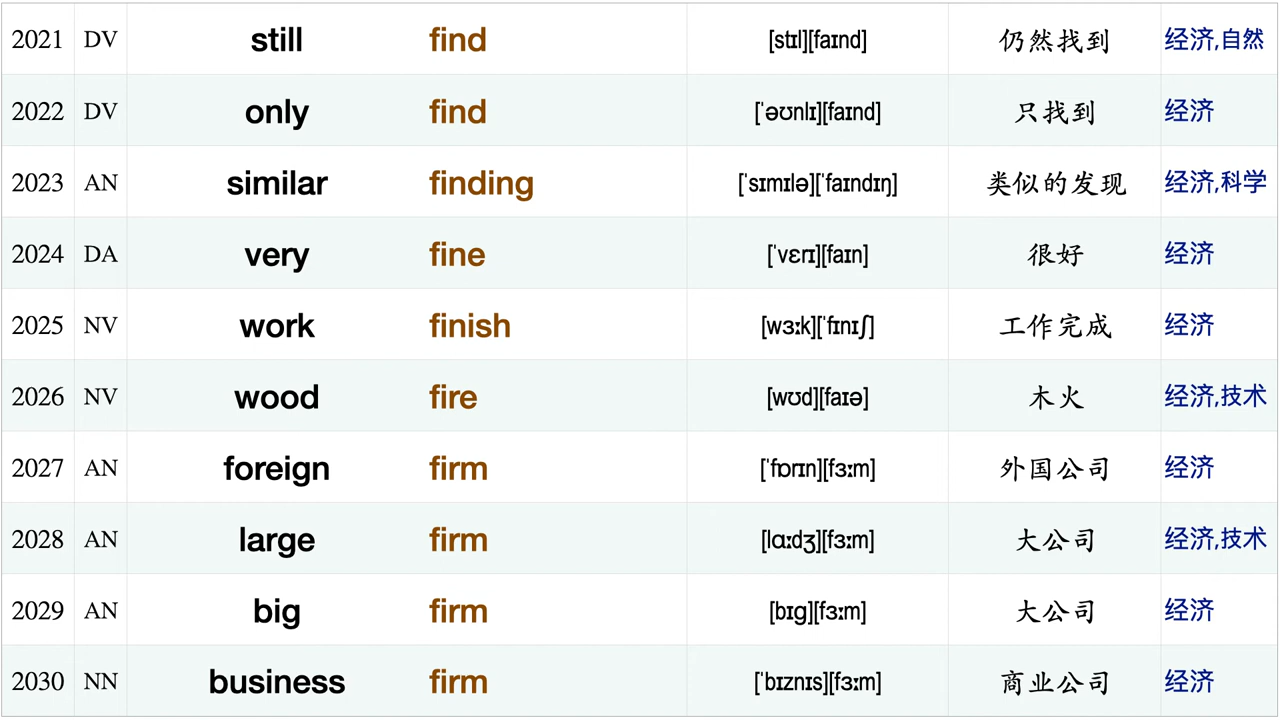 2021 DV still find [stɪl][faɪnd] 仍然找到 经济,自然
2022 DV only find [ˈəʊnlɪ][faɪnd] 只找到 经济
2023 AN similar finding [ˈsɪmɪlə][ˈfaɪndɪŋ] 类似的发现 经济,科学
2024 DA very fine [ˈvɛrɪ][faɪn] 很好 经济
2025 NV work finish [wɜːk][ˈfɪnɪʃ] 工作完成 经济
2026 NV wood fire [wʊd][faɪə] 木火 经济,技术
2027 AN foreign firm [ˈfɒrɪn][fɜːm] 外国公司 经济
2028 AN large firm [lɑːdʒ][fɜːm] 大公司 经济,技术
2029 AN big firm [bɪɡ][fɜːm] 大公司 经济
2030 NN business firm [ˈbɪznɪs][fɜːm] 商业公司 经济